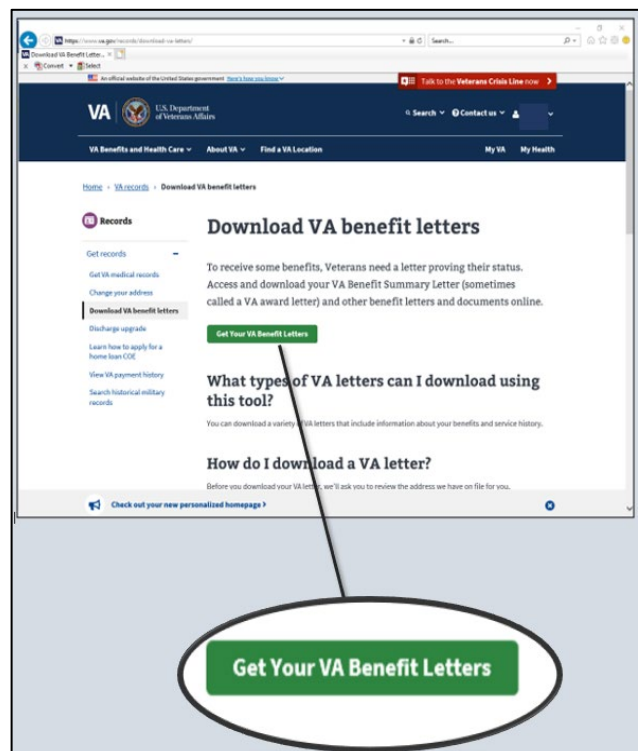 https://www.va.gov/records/download-va-letters/
Search...
Download VA Benefit Letter...
Convert
Select
An official website of the United States government Here's how you know
Talk to the Veterans Crisis Line now
VA
U.S. Department
of Veterans Affairs
Search
Contact us
VA Benefits and Health Care
About VA
Find a VA Location
My VA
My Health
Home › VA records › Download VA benefit letters
Records
Get records
Get VA medical records
Change your address
Download VA benefit letters
Discharge upgrade
Learn how to apply for a
home loan COE
View VA payment history
Search historical military
records
Download VA benefit letters
To receive some benefits, Veterans need a letter proving their status.
Access and download your VA Benefit Summary Letter (sometimes
called a VA award letter) and other benefit letters and documents online.
Get Your VA Benefit Letters
What types of VA letters can I download using
this tool?
You can download a variety of VA letters that include information about your benefits and service history.
How do I download a VA letter?
Before you download your VA letter, we'll ask you to review the address we have on file for you.
Check out your new personalized homepage
Get Your VA Benefit Letters